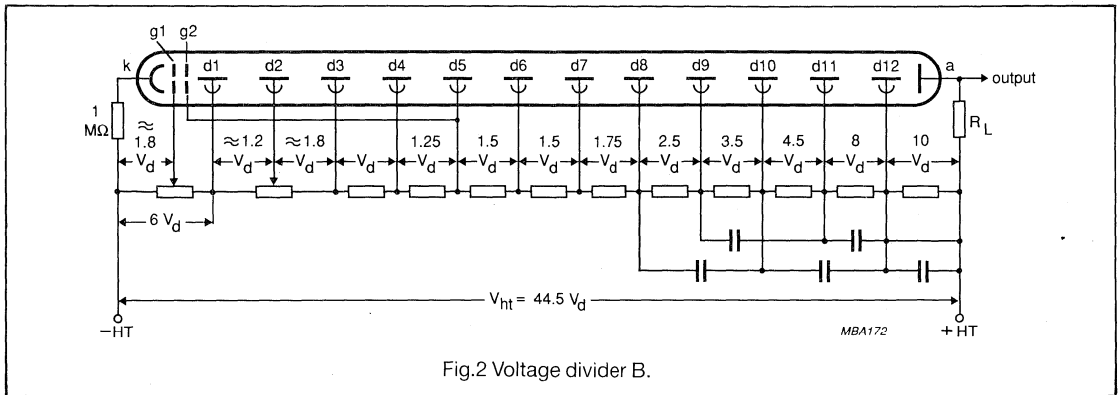 g1 g2
k d1 d2 d3 d4 d5 d6 d7 d8 d9 d10 d11 d12 a
output
1 MΩ
R_L
≈ 1.8 V_d
≈1.2 V_d
≈1.8 V_d
V_d
1.25 V_d
1.5 V_d
1.5 V_d
1.75 V_d
2.5 V_d
3.5 V_d
4.5 V_d
8 V_d
10 V_d
6 V_d
V_ht = 44.5 V_d
−HT
MBA172
+HT
Fig.2 Voltage divider B.